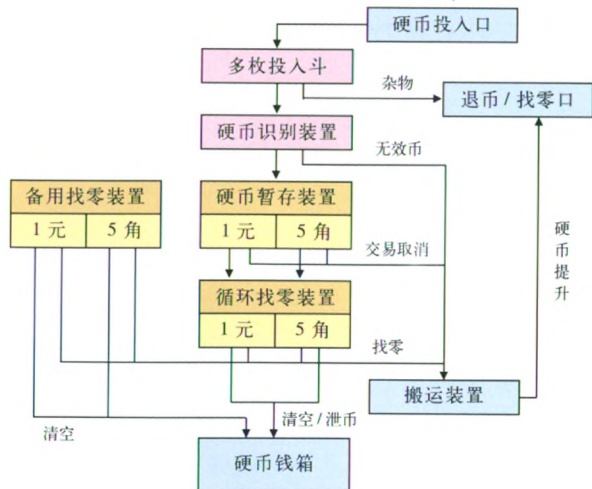 硬币投入口
多枚投入斗
杂物
退币/找零口
硬币识别装置
无效币
备用找零装置
1元 5角
硬币暂存装置
1元 5角
交易取消
硬币提升
循环找零装置
1元 5角
找零
搬运装置
清空
清空/泄币
硬币钱箱